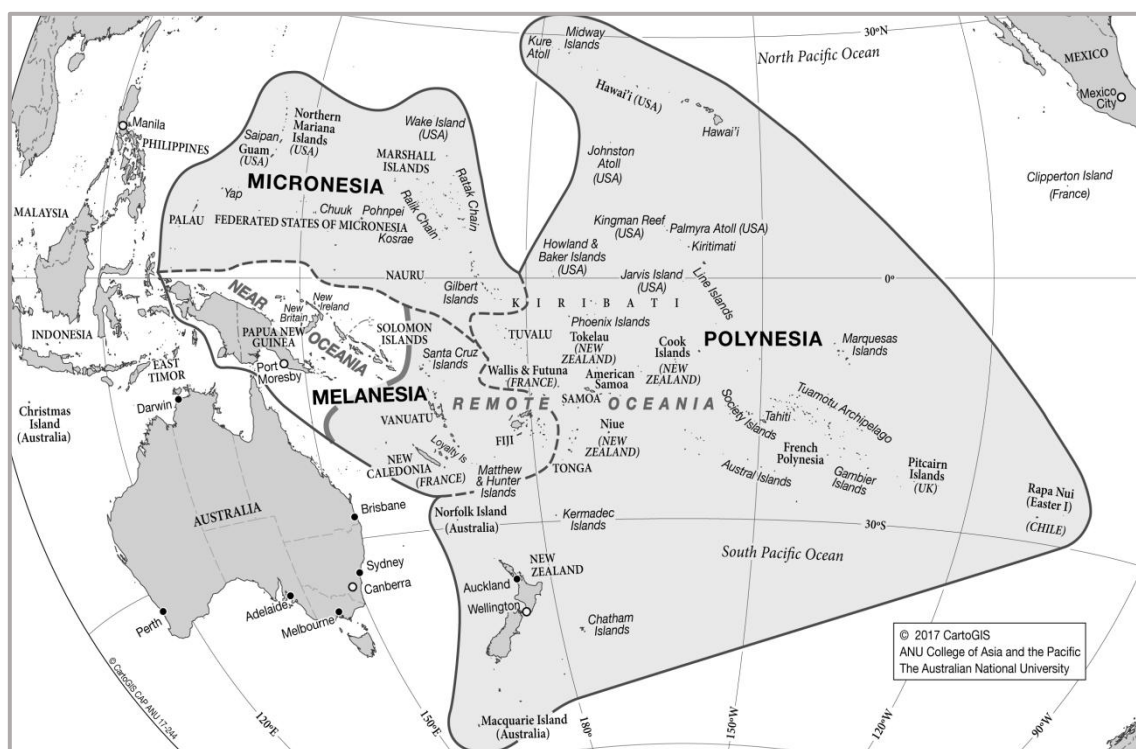 30°N
Kure
Atoll
Midway
Islands
North Pacific Ocean
MEXICO
Mexico
City
Hawai'i (USA)
Hawai'i
Manila
PHILIPPINES
Saipan
Guam
(USA)
Northern
Mariana
Islands
(USA)
Wake Island
(USA)
MARSHALL
ISLANDS
Johnston
Atoll
(USA)
Clipperton Island
(France)
MICRONESIA
Ratak Chain
Ralik Chain
MALAYSIA
Yap
PALAU
Chuuk
Pohnpei
FEDERATED STATES OF MICRONESIA
Kosrae
Kingman Reef
(USA)
Palmyra Atoll (USA)
Kiritimati
Howland &
Baker Islands
(USA)
Jarvis Island
(USA)
Line Islands
0°
NAURU
Gilbert
Islands
KIRIBATI
NEAR
OCEANIA
New
Britain
New
Ireland
INDONESIA
PAPUA NEW
GUINEA
Port
Moresby
SOLOMON
ISLANDS
TUVALU
Phoenix Islands
Tokelau
(NEW
ZEALAND)
Cook
Islands
(NEW
ZEALAND)
POLYNESIA
Marquesas
Islands
EAST
TIMOR
Santa Cruz
Islands
Wallis & Futuna
(FRANCE)
American
Samoa
SAMOA
Christmas
Island
(Australia)
Darwin
MELANESIA
REMOTE OCEANIA
VANUATU
Society Islands
Tahiti
Tuamotu Archipelago
FIJI
Niue
(NEW
ZEALAND)
Loyalty Is
NEW
CALEDONIA
(FRANCE)
Matthew
& Hunter
Islands
TONGA
French
Polynesia
Austral Islands
Gambier
Islands
Pitcairn
Islands
(UK)
Rapa Nui
(Easter I)
(CHILE)
AUSTRALIA
Brisbane
Norfolk Island
(Australia)
Kermadec
Islands
30°S
South Pacific Ocean
Sydney
Canberra
Adelaide
Melbourne
Perth
NEW
ZEALAND
Auckland
Wellington
Chatham
Islands
© 2017 CartoGIS
ANU College of Asia and the Pacific
The Australian National University
© CartoGIS CAP ANU 17-244
Macquarie Island
(Australia)
120°E
150°E
180°
150°W
120°W
90°W